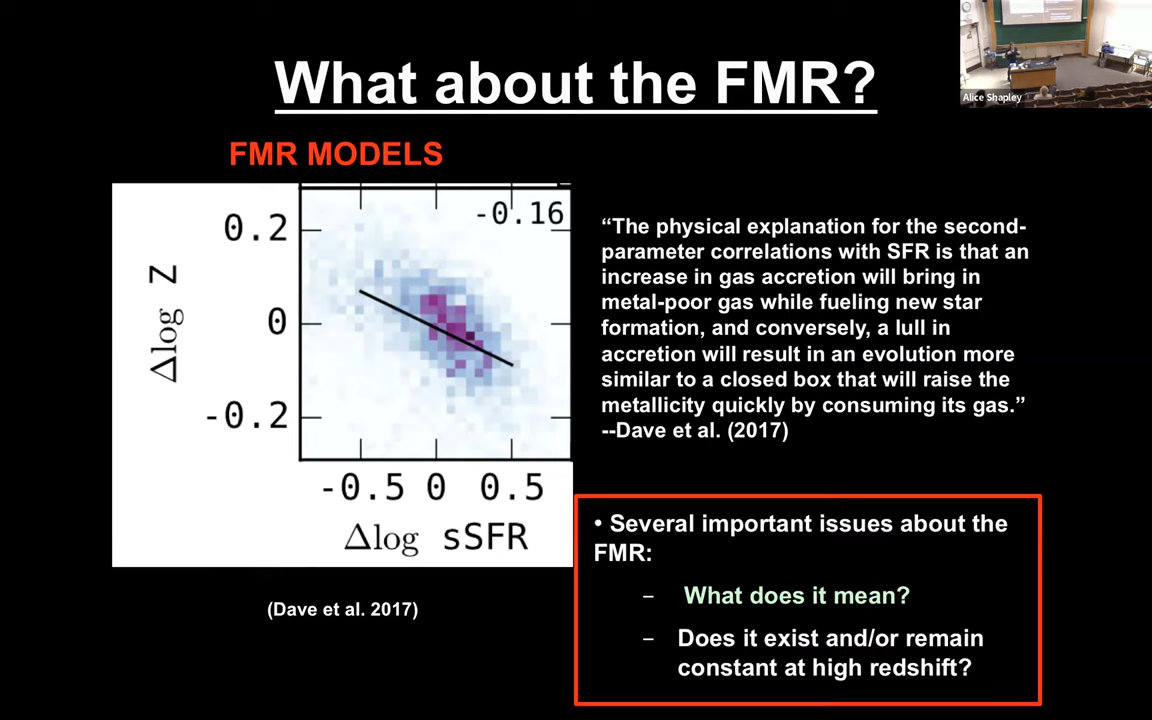 What about the FMR?
Alice Shapley
FMR MODELS
-0.16
0.2
0
-0.2
Δlog Z
-0.5 0 0.5
Δlog sSFR
(Dave et al. 2017)
“The physical explanation for the second-
parameter correlations with SFR is that an
increase in gas accretion will bring in
metal-poor gas while fueling new star
formation, and conversely, a lull in
accretion will result in an evolution more
similar to a closed box that will raise the
metallicity quickly by consuming its gas.”
--Dave et al. (2017)
• Several important issues about the
FMR:
– What does it mean?
– Does it exist and/or remain
constant at high redshift?